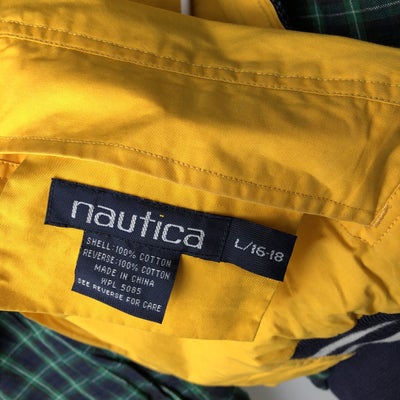 nautica
L/16-18
SHELL: 100% COTTON
REVERSE: 100% COTTON
MADE IN CHINA
WPL 5085
SEE REVERSE FOR CARE